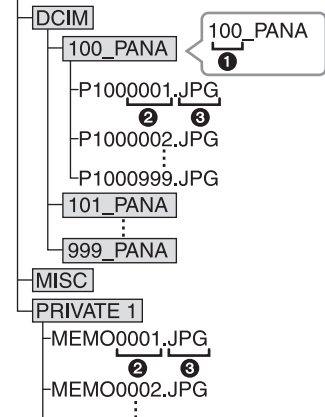 DCIM
100_PANA
100_PANA
❶
P1000001.JPG
❷ ❸
P1000002.JPG
P1000999.JPG
101_PANA
999_PANA
MISC
PRIVATE 1
MEMO0001.JPG
❷ ❸
MEMO0002.JPG